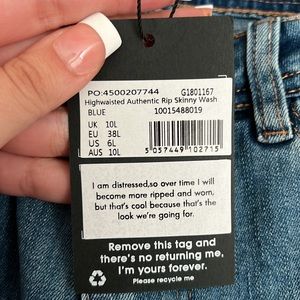 PO:4500207744 G1801167
Highwaisted Authentic Rip Skinny Wash
BLUE 10015488019
UK 10L
EU 38L
US 6L
AUS 10L
5 057449 102715
I am distressed,so over time I will
become more ripped and worn,
but that's cool because that's the
look we're going for.
Remove this tag and
there's no returning me,
I'm yours forever.
Please recycle me